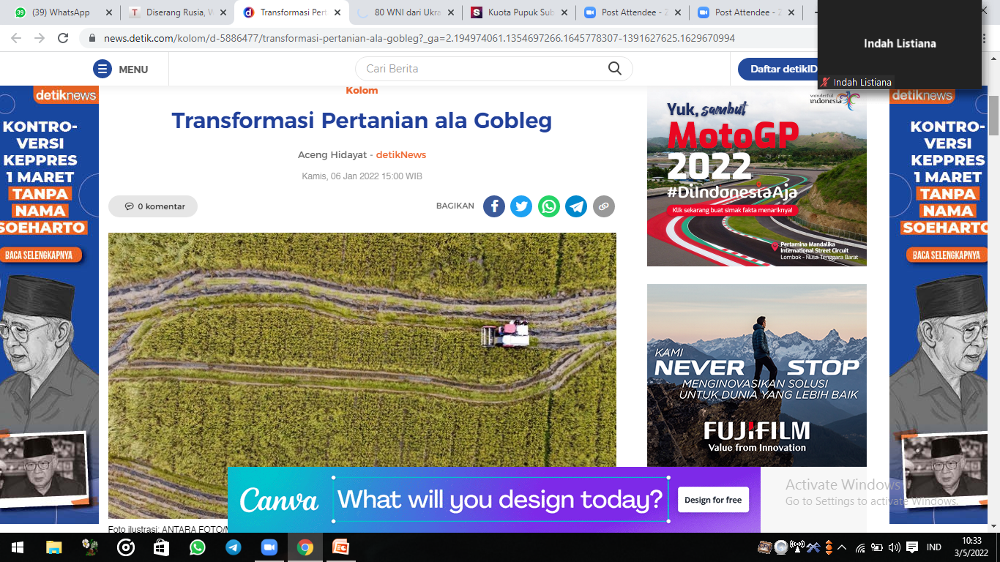 39
(39) WhatsApp
Diserang Rusia, W
Transformasi Pert
80 WNI dari Ukra
Kuota Pupuk Sub
Post Attendee - Z
Post Attendee - Z
news.detik.com/kolom/d-5886477/transformasi-pertanian-ala-gobleg?_ga=2.194974061.1354697266.1645778307-1391627625.1629670994
Indah Listiana
Indah Listiana
MENU
Cari Berita
Daftar detikID
Kolom
Transformasi Pertanian ala Gobleg
Aceng Hidayat - detikNews
Kamis, 06 Jan 2022 15:00 WIB
0 komentar
BAGIKAN
detiknews
KONTRO-
VERSI
KEPPRES
1 MARET
TANPA
NAMA
SOEHARTO
BACA SELENGKAPNYA
wonderful
indonesia
Yuk, sambut
MotoGP
2022
#DiIndonesiaAja
Klik sekarang buat simak fakta menariknya!
Pertamina Mandalika
International Street Circuit
Lombok - Nusa Tenggara Barat
KAMI
NEVER STOP
MENGINOVASIKAN SOLUSI
UNTUK DUNIA YANG LEBIH BAIK
FUJIFILM
Value from Innovation
detiknews
KONTRO-
VERSI
KEPPRES
1 MARET
TANPA
NAMA
SOEHARTO
BACA SELENGKAPNYA
Foto ilustrasi: ANTARA FOTO/M
Canva
What will you design today?
Design for free
Activate Windows
Go to Settings to activate Windows.
IND
10:33
3/5/2022